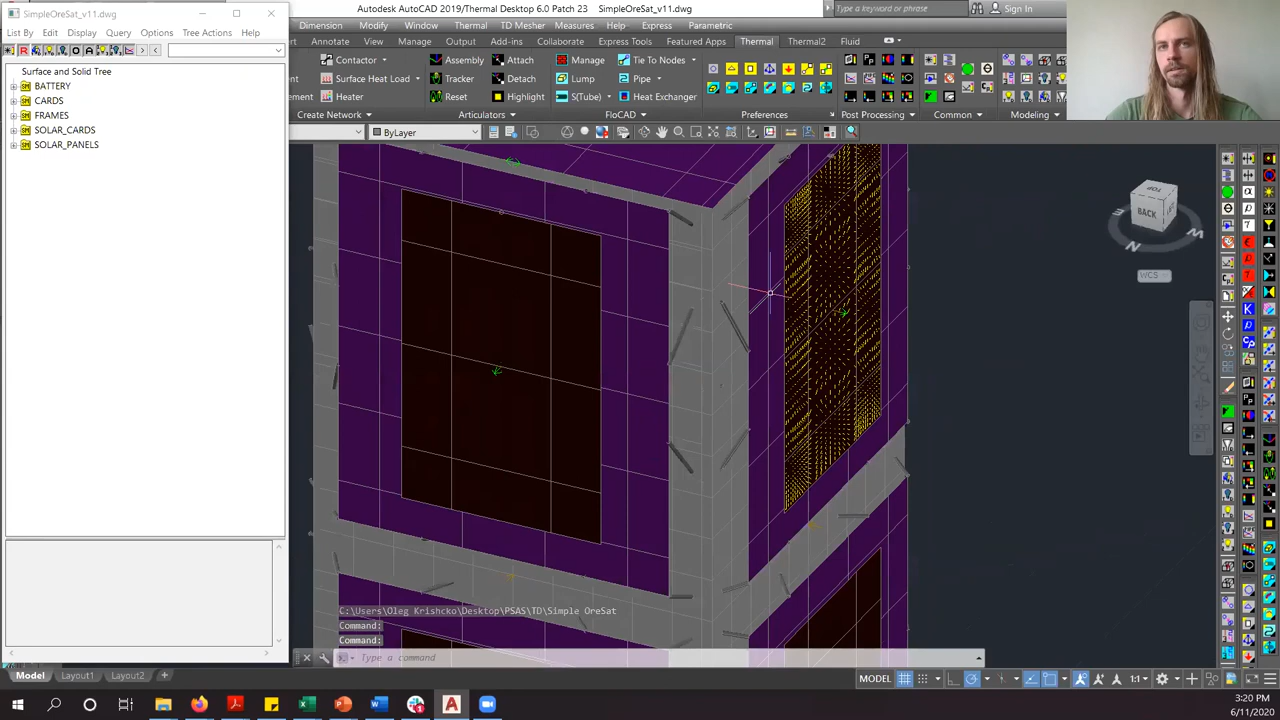 SimpleOreSat_v11.dwg
Autodesk AutoCAD 2019/Thermal Desktop 6.0 Patch 23 SimpleOreSat_v11.dwg
Type a keyword or phrase
Sign In
List By Edit Display Query Options Tree Actions Help
Dimension Modify View Thermal TD Mesher Measures Help Express Parametric
Annotate View Manage Output Add-ins Collaborate Express Tools Featured Apps Thermal Thermal2 Fluid
Contactor Assembly Attach Manage Tie To Nodes
Surface Heat Load Tracker Detach Lump Pipe
Heater Reset Highlight S(Tube) Heat Exchanger
Create Network Articulators FloCAD Preferences Post Processing Common Modeling
ByLayer
Surface and Solid Tree
BATTERY
CARDS
FRAMES
SOLAR_CARDS
SOLAR_PANELS
TOP
BACK
N
W
WCS
C:\Users\Oleg Krishcko\Desktop\PSAS\TD\Simple OreSat
Command:
Command:
Type a command
Model Layout1 Layout2
MODEL
1:1
3:20 PM
6/11/2020